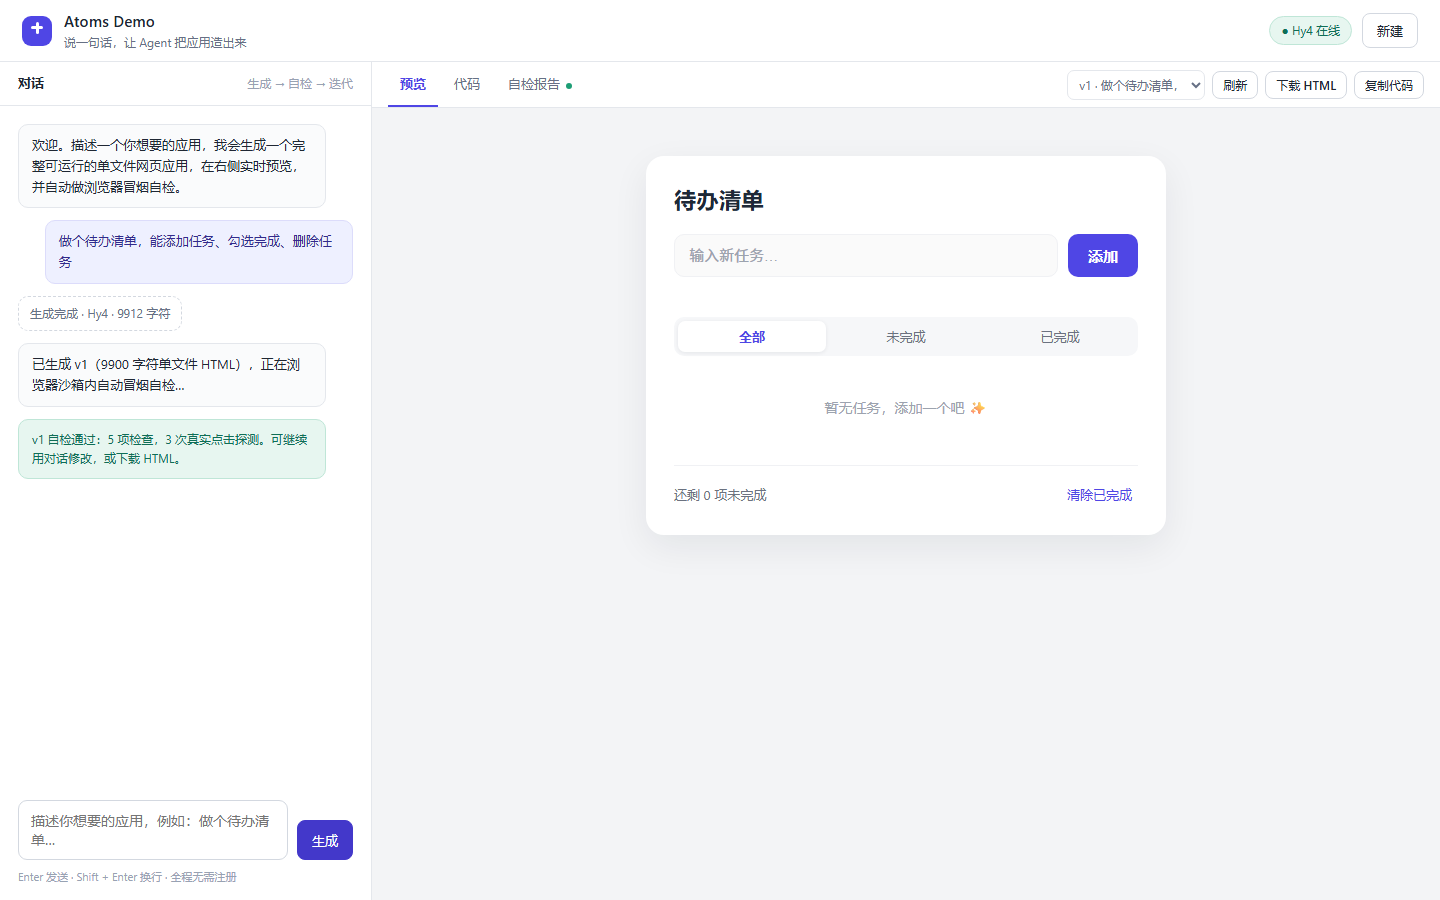 Atoms Demo
说一句话，让 Agent 把应用造出来
● Hy4 在线
新建
对话
生成 → 自检 → 迭代
欢迎。描述一个你想要的应用，我会生成一个完
整可运行的单文件网页应用，在右侧实时预览，
并自动做浏览器冒烟自检。
做个待办清单，能添加任务、勾选完成、删除任
务
生成完成 · Hy4 · 9912 字符
已生成 v1（9900 字符单文件 HTML），正在浏
览器沙箱内自动冒烟自检...
v1 自检通过：5 项检查，3 次真实点击探测。可继续
用对话修改，或下载 HTML。
描述你想要的应用，例如：做个待办清
单...
生成
Enter 发送 · Shift + Enter 换行 · 全程无需注册
预览
代码
自检报告
v1 · 做个待办清单，
刷新
下载 HTML
复制代码
待办清单
输入新任务...
添加
全部
未完成
已完成
暂无任务，添加一个吧 ✨
还剩 0 项未完成
清除已完成